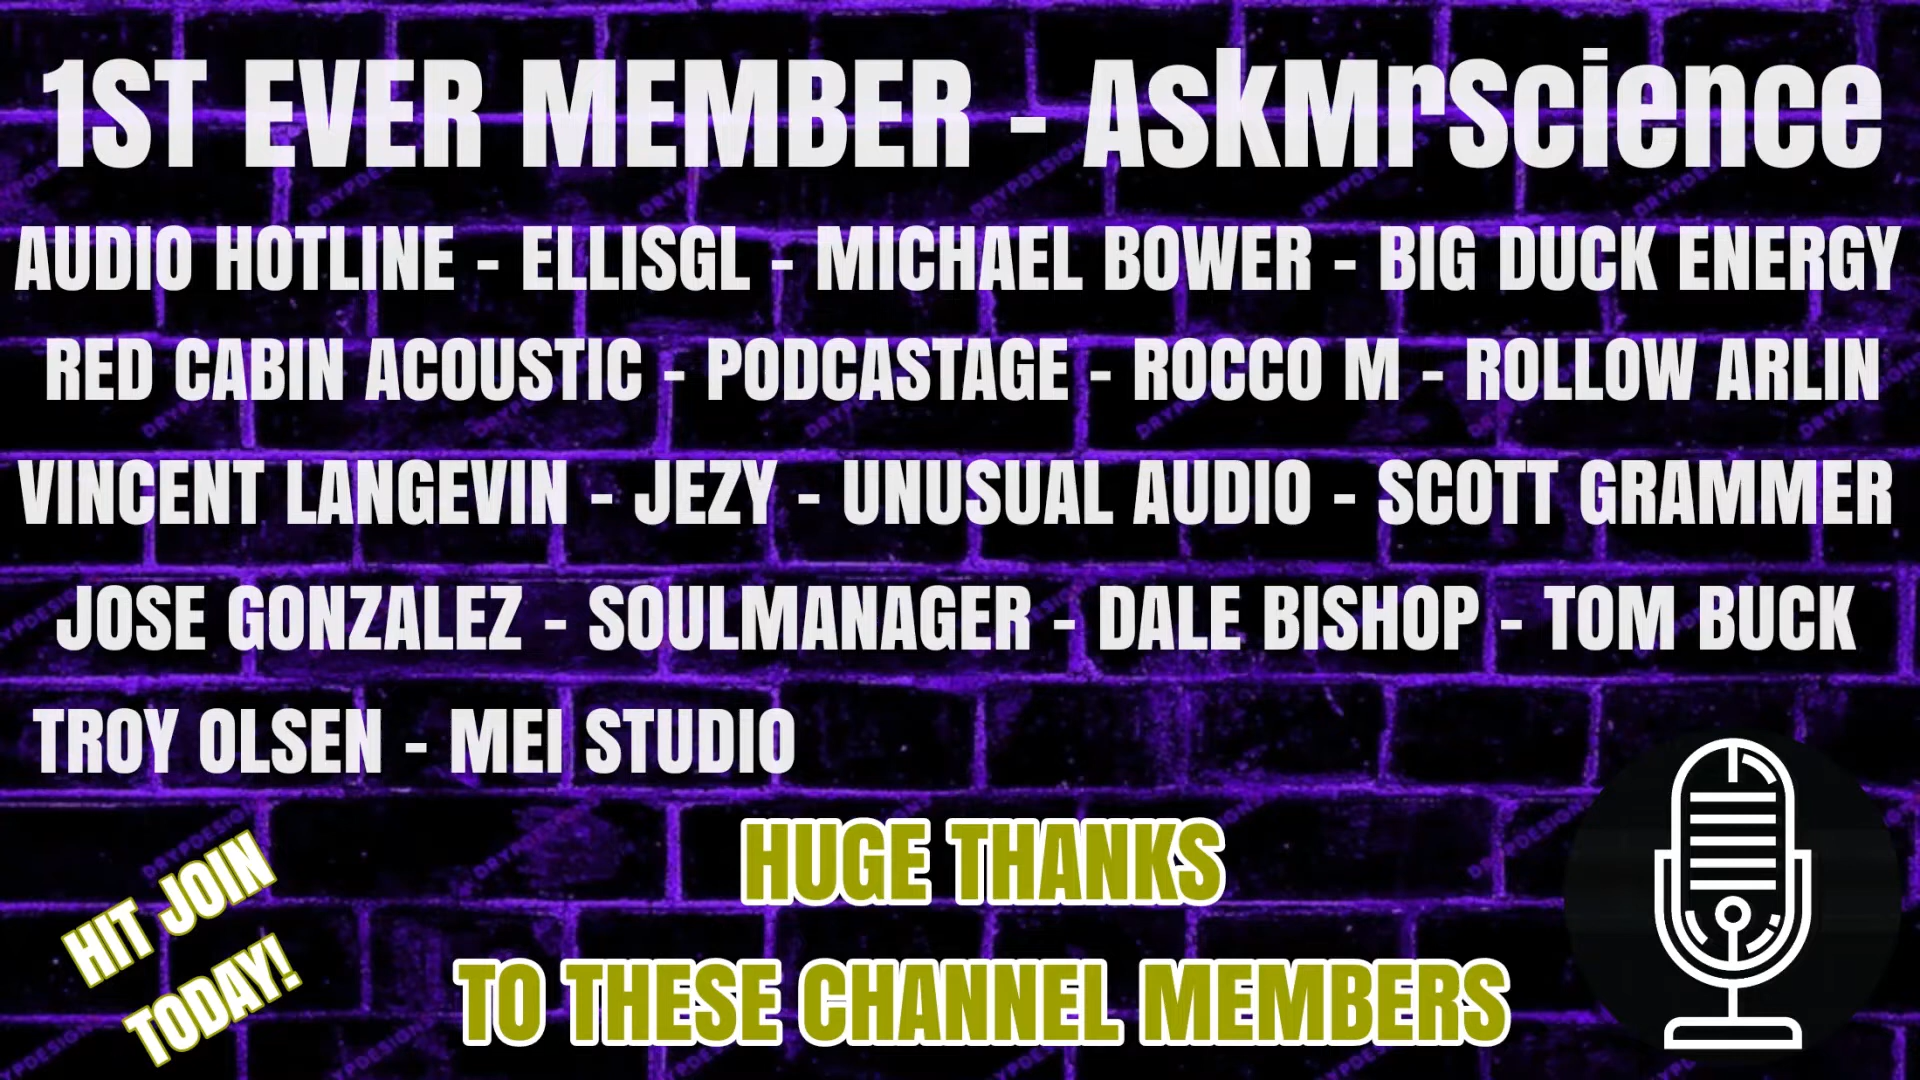 1ST EVER MEMBER - AskMrScience
AUDIO HOTLINE - ELLISGL - MICHAEL BOWER - BIG DUCK ENERGY
RED CABIN ACOUSTIC - PODCASTAGE - ROCCO M - ROLLOW ARLIN
VINCENT LANGEVIN - JEZY - UNUSUAL AUDIO - SCOTT GRAMMER
JOSE GONZALEZ - SOULMANAGER - DALE BISHOP - TOM BUCK
TROY OLSEN - MEI STUDIO
HIT JOIN
TODAY!
HUGE THANKS
TO THESE CHANNEL MEMBERS